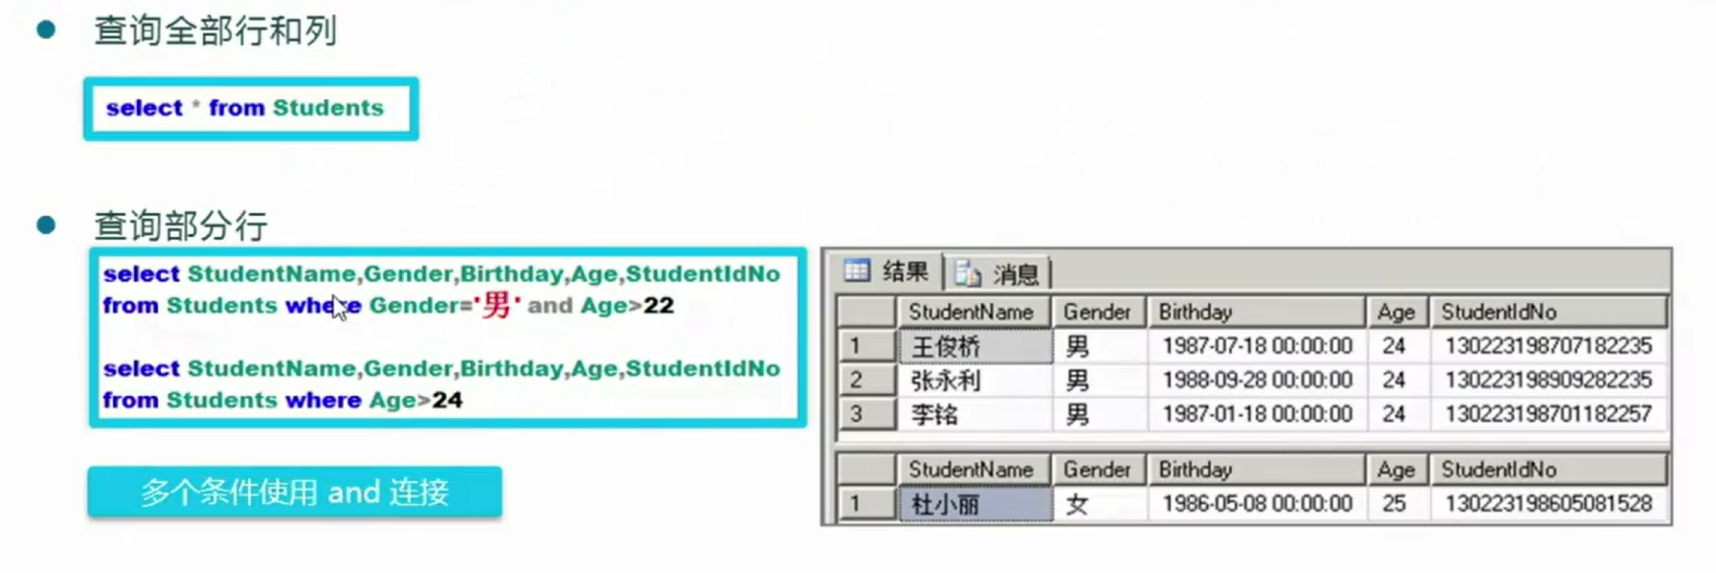 查询全部行和列
select * from Students
查询部分行
select StudentName,Gender,Birthday,Age,StudentIdNo
from Students where Gender='男' and Age>22
select StudentName,Gender,Birthday,Age,StudentIdNo
from Students where Age>24
多个条件使用 and 连接
结果 消息
StudentName Gender Birthday Age StudentIdNo
1 王俊桥 男 1987-07-18 00:00:00 24 130223198707182235
2 张永利 男 1988-09-28 00:00:00 24 130223198909282235
3 李铭 男 1987-01-18 00:00:00 24 130223198701182257
StudentName Gender Birthday Age StudentIdNo
1 杜小丽 女 1986-05-08 00:00:00 25 130223198605081528